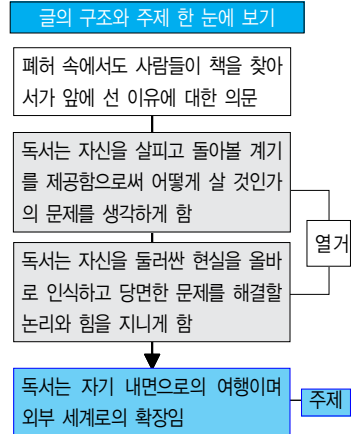 글의 구조와 주제 한 눈에 보기
폐허 속에서도 사람들이 책을 찾아
서가 앞에 선 이유에 대한 의문
독서는 자신을 살피고 돌아볼 계기
를 제공함으로써 어떻게 살 것인가
의 문제를 생각하게 함
열거
독서는 자신을 둘러싼 현실을 올바
로 인식하고 당면한 문제를 해결할
논리와 힘을 지니게 함
독서는 자기 내면으로의 여행이며
외부 세계로의 확장임
주제